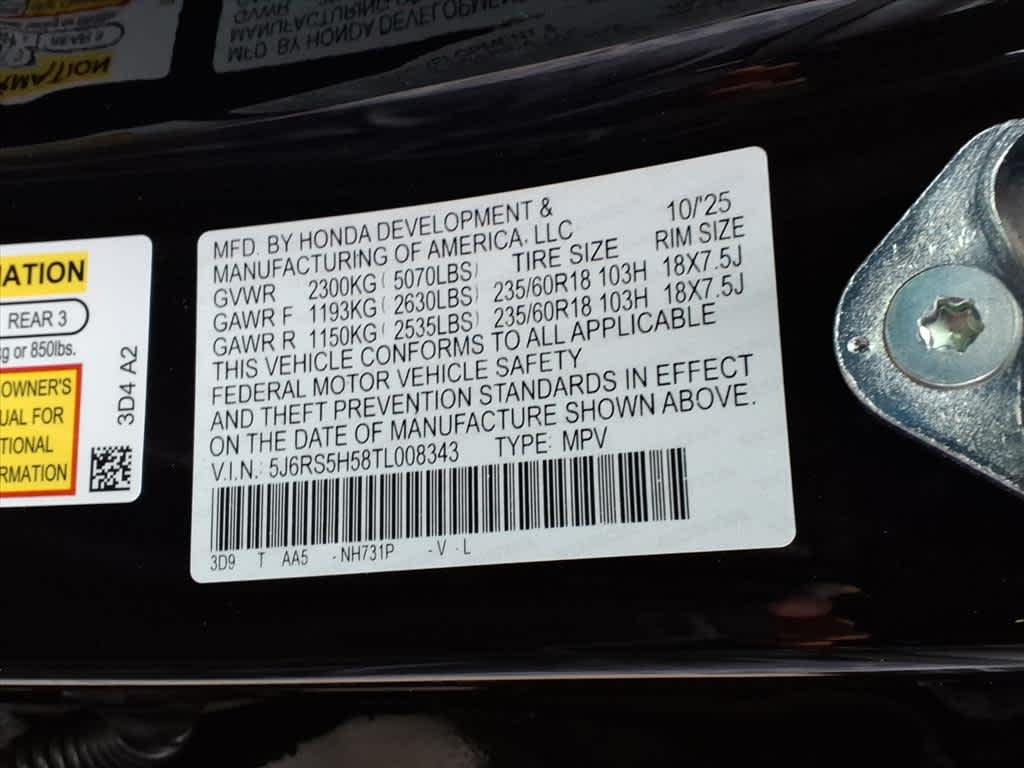 MFD. BY HONDA DEVELOPMENT &
MANUFACTURING OF AMERICA, LLC 10/'25
GVWR 2300KG ( 5070LBS) TIRE SIZE RIM SIZE
GAWR F 1193KG ( 2630LBS) 235/60R18 103H 18X7.5J
GAWR R 1150KG ( 2535LBS) 235/60R18 103H 18X7.5J
THIS VEHICLE CONFORMS TO ALL APPLICABLE
FEDERAL MOTOR VEHICLE SAFETY
AND THEFT PREVENTION STANDARDS IN EFFECT
ON THE DATE OF MANUFACTURE SHOWN ABOVE.
V.I.N.: 5J6RS5H58TL008343 TYPE: MPV
3D9 T AA5 -NH731P -V -L
MATION
REAR 3
kg or 850lbs.
OWNER'S
UAL FOR
TIONAL
RMATION
3D4 A2